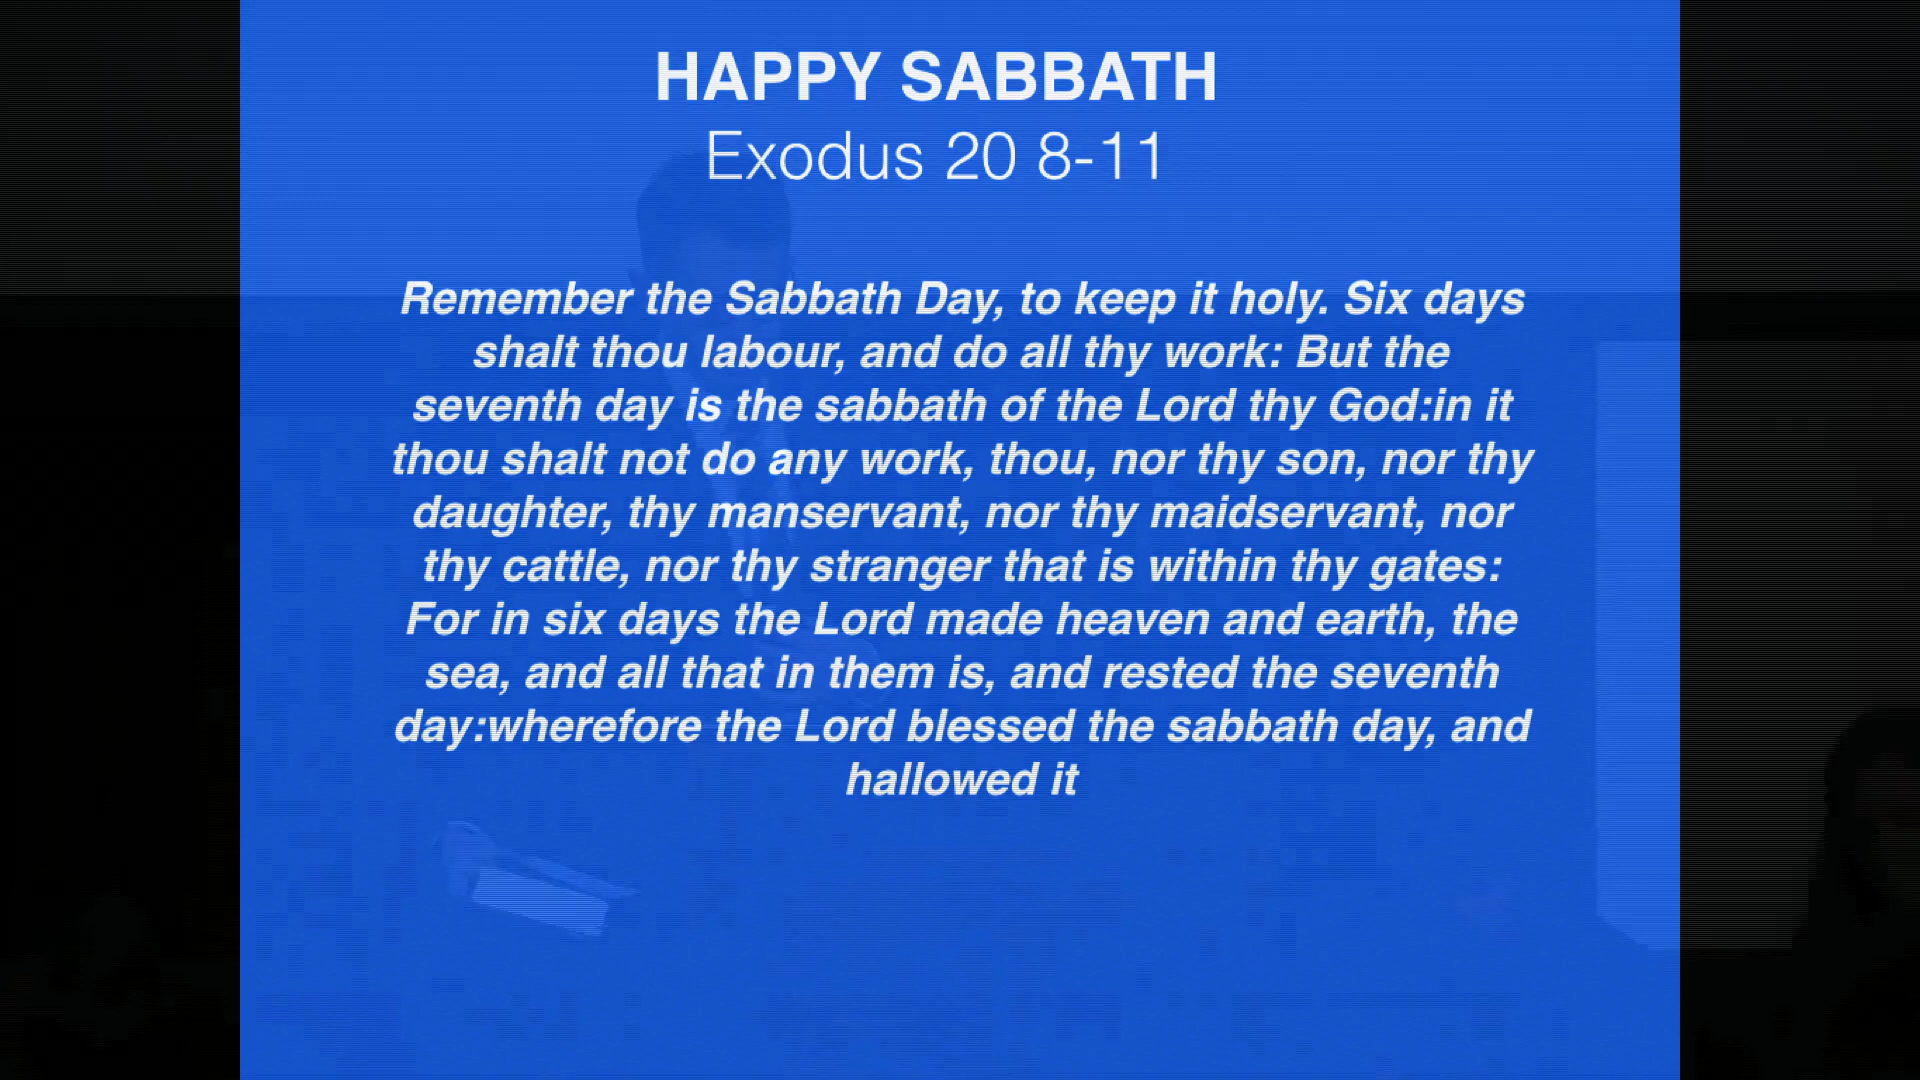 HAPPY SABBATH
Exodus 20 8-11
Remember the Sabbath Day, to keep it holy. Six days
shalt thou labour, and do all thy work: But the
seventh day is the sabbath of the Lord thy God:in it
thou shalt not do any work, thou, nor thy son, nor thy
daughter, thy manservant, nor thy maidservant, nor
thy cattle, nor thy stranger that is within thy gates:
For in six days the Lord made heaven and earth, the
sea, and all that in them is, and rested the seventh
day:wherefore the Lord blessed the sabbath day, and
hallowed it